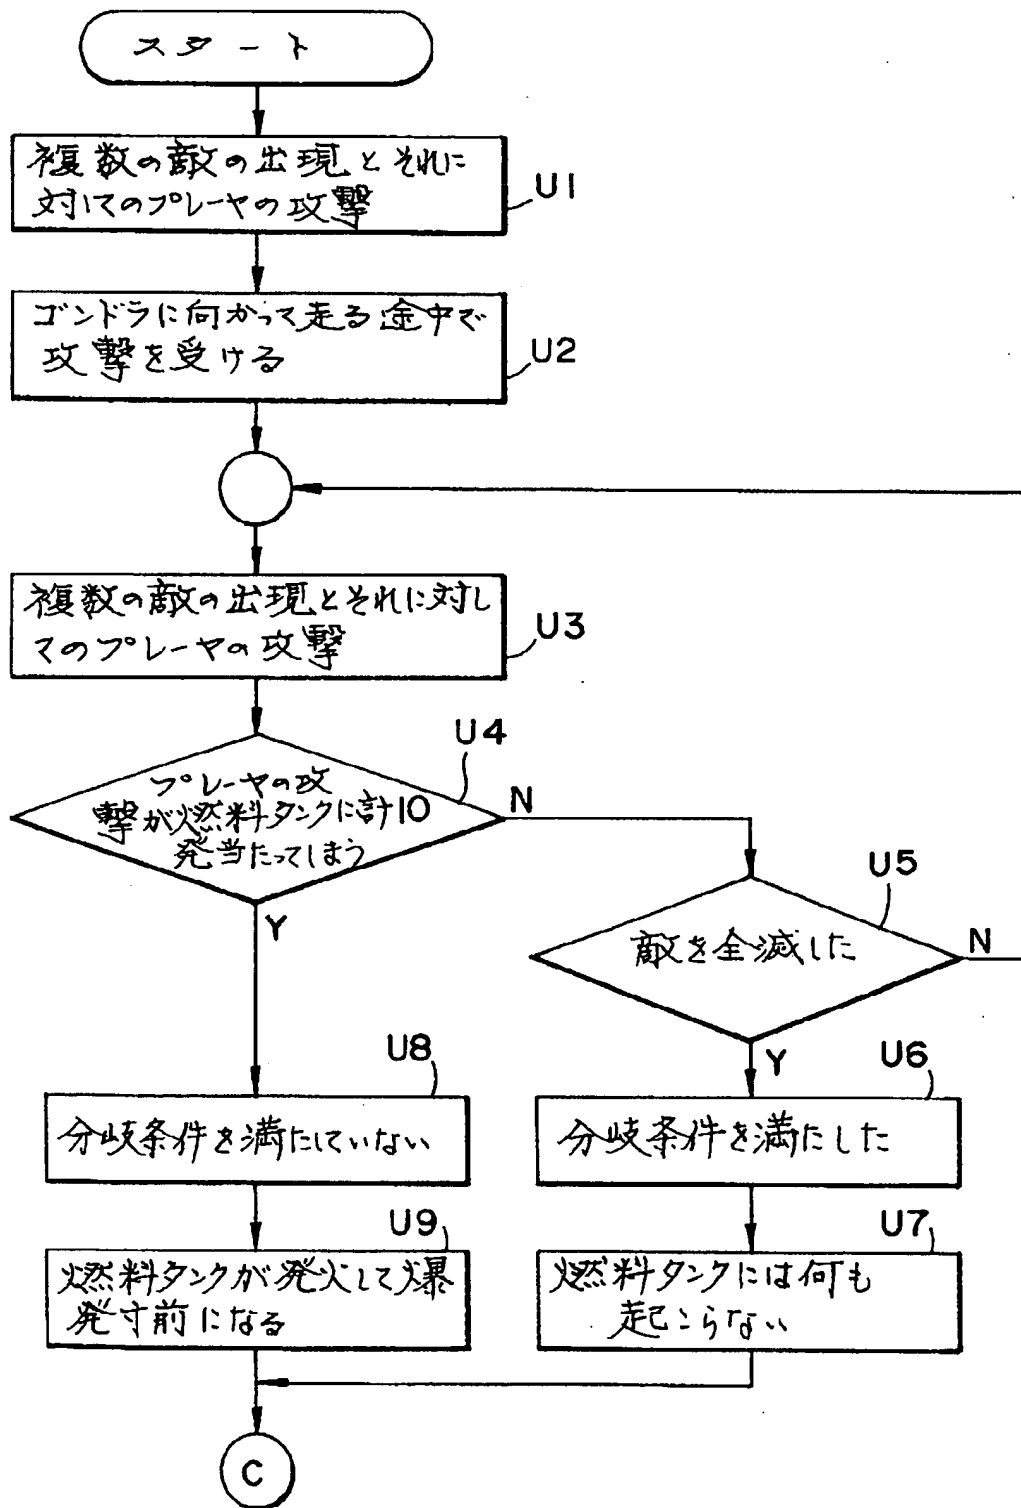 スタート
複数の敵の出現とそれに
対してのプレーヤの攻撃
U1
ゴンドラに向かって走る途中で
攻撃を受ける
U2
複数の敵の出現とそれに対し
てのプレーヤの攻撃
U3
U4
プレーヤの攻
撃が燃料タンクに計10
発当たってしまう
N
Y
U5
敵を全滅した
N
Y
U8
分岐条件を満たしていない
U6
分岐条件を満たした
U9
燃料タンクが発火して爆
発寸前になる
U7
燃料タンクには何も
起こらない
C